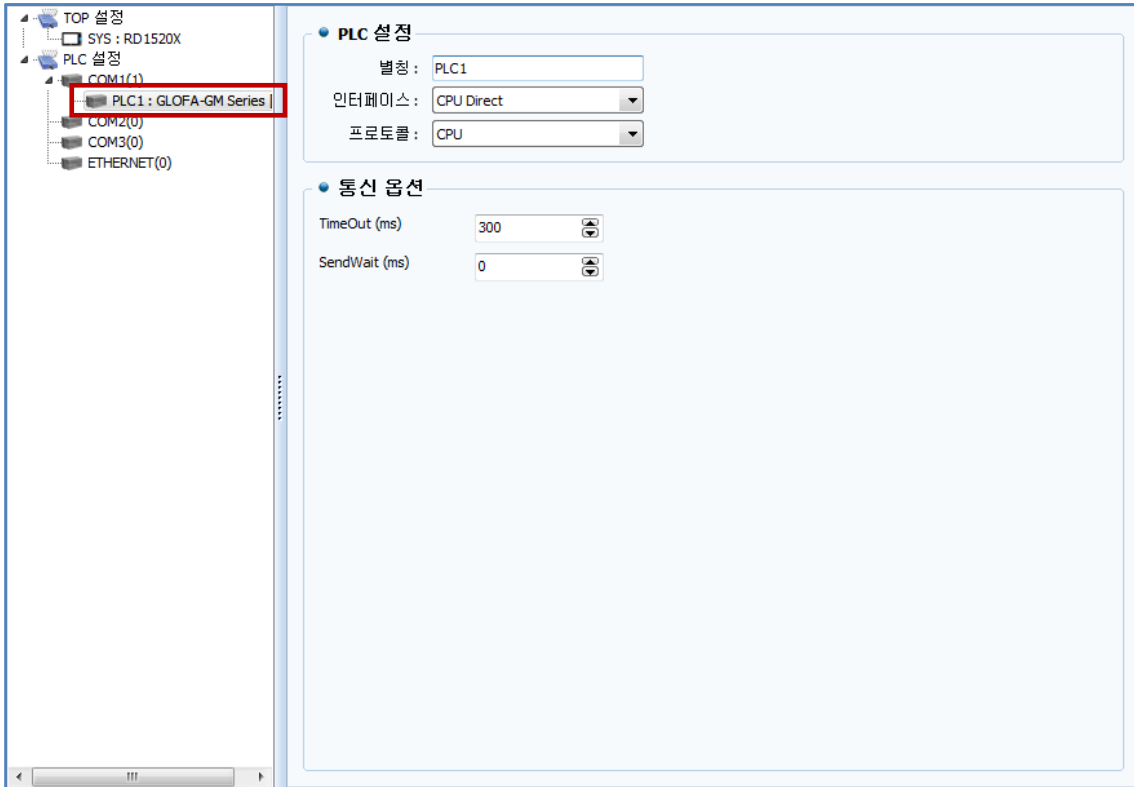 TOP 설정
SYS : RD1520X
PLC 설정
COM1(1)
PLC1 : GLOFA-GM Series [
COM2(0)
COM3(0)
ETHERNET(0)
PLC 설정
별칭 : PLC1
인터페이스 : CPU Direct
프로토콜 : CPU
통신 옵션
TimeOut (ms) 300
SendWait (ms) 0